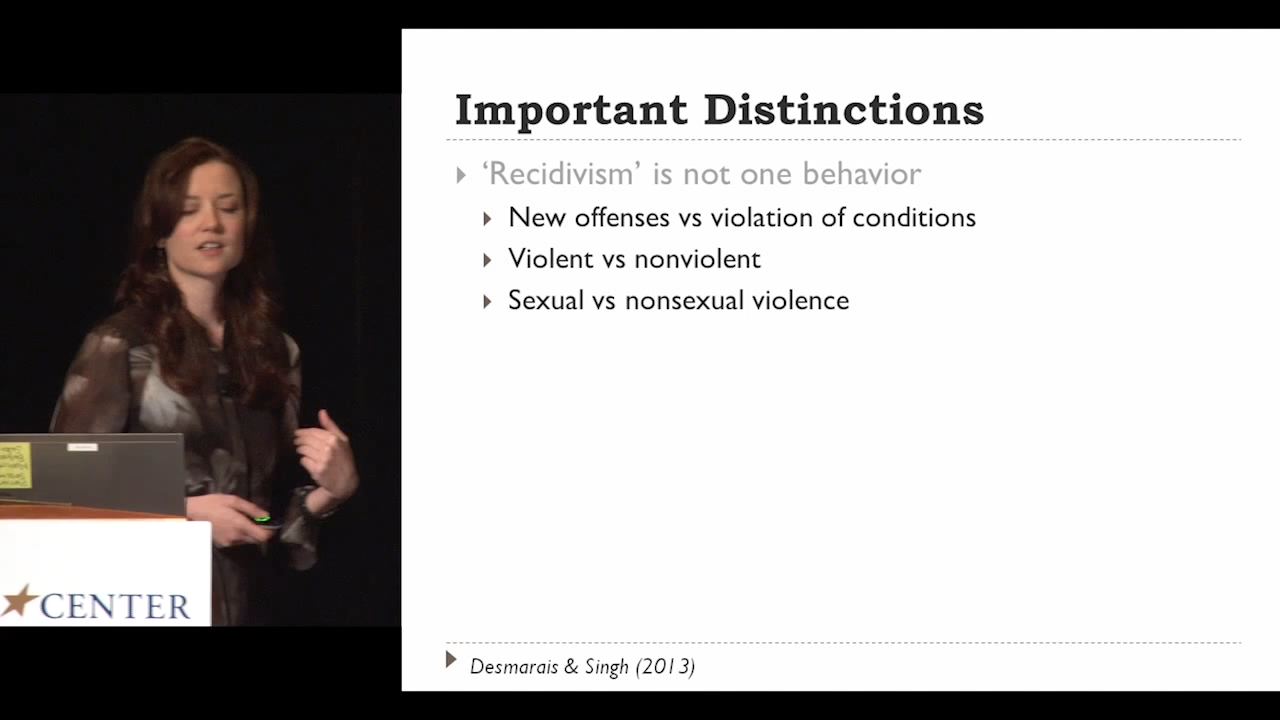 Important Distinctions
‘Recidivism’ is not one behavior
New offenses vs violation of conditions
Violent vs nonviolent
Sexual vs nonsexual violence
Desmarais & Singh (2013)
CENTER